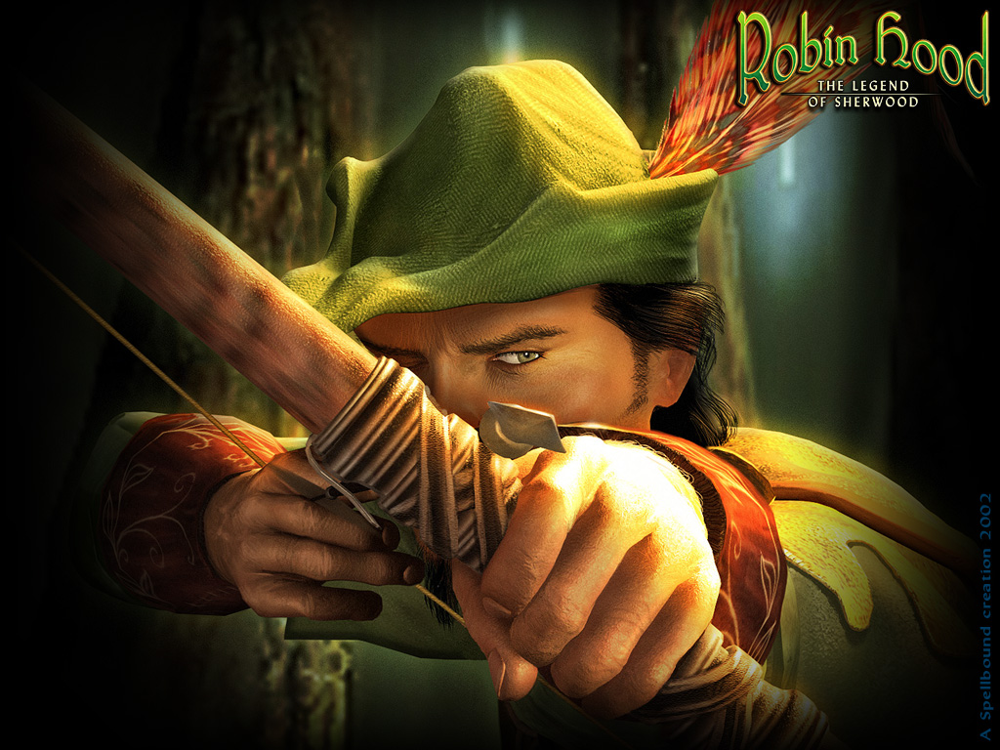 Robin Hood
THE LEGEND
OF SHERWOOD
A Spellbound creation 2002